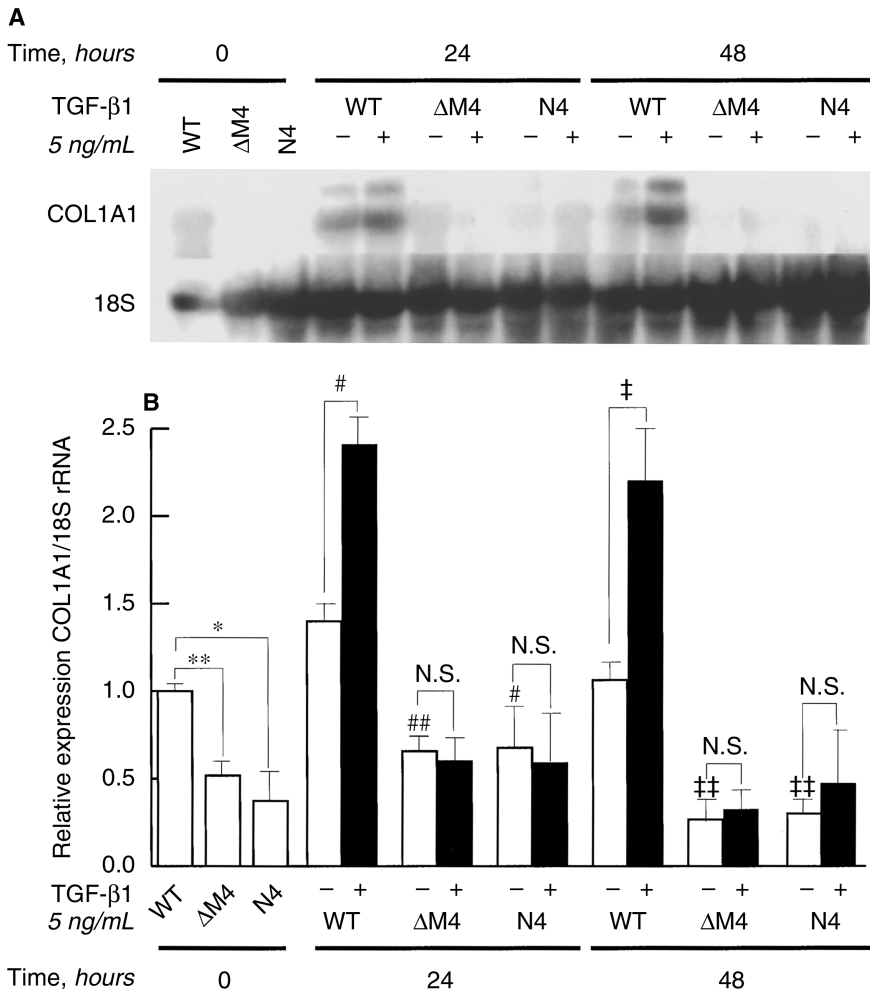 A
Time, hours 0 24 48
TGF-β1 WT ΔM4 N4 WT ΔM4 N4 WT ΔM4 N4
5 ng/mL − + − + − + − + − + − +
COL1A1
18S
B
# ‡
2.5
2.0
1.5
1.0
0.5
0.0
Relative expression COL1A1/18S rRNA
*
**
N.S. N.S.
## #
N.S. N.S.
‡‡ ‡‡
TGF-β1 WT ΔM4 N4 − + − + − + − + − + − +
5 ng/mL WT ΔM4 N4 WT ΔM4 N4
Time, hours 0 24 48